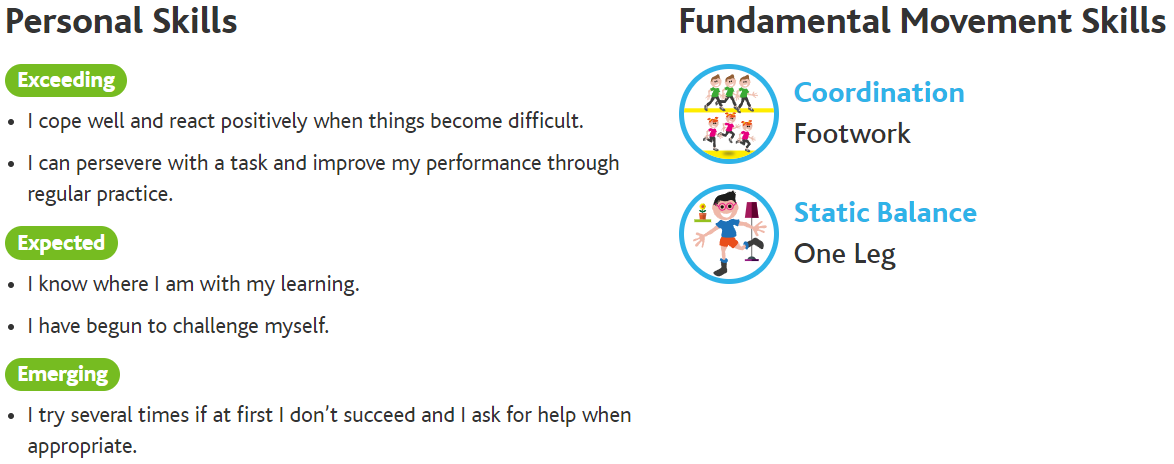 Personal Skills
Exceeding
• I cope well and react positively when things become difficult.
• I can persevere with a task and improve my performance through
regular practice.
Expected
• I know where I am with my learning.
• I have begun to challenge myself.
Emerging
• I try several times if at first I don't succeed and I ask for help when
appropriate.
Fundamental Movement Skills
Coordination
Footwork
Static Balance
One Leg